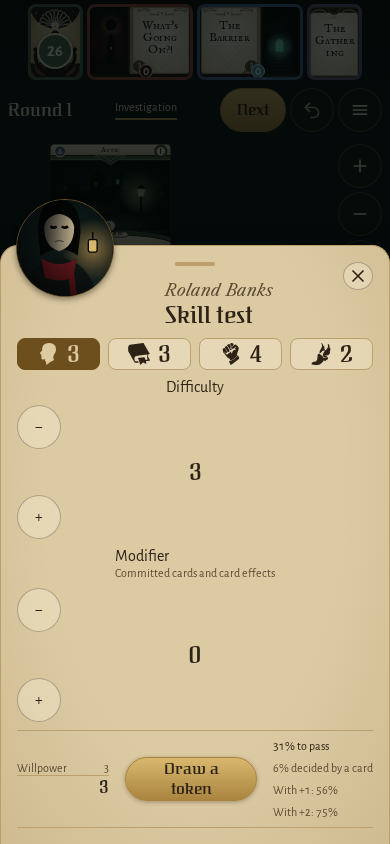 26
What's
Going
On?!
0
The
Barrier
0
The
Gather
ing
Round 1
Investigation
Next
Attic
Roland Banks
Skill test
3
3
4
2
Difficulty
−
3
+
Modifier
Committed cards and card effects
−
0
+
Willpower 3
3
Draw a
token
31% to pass
6% decided by a card
With +1: 56%
With +2: 75%